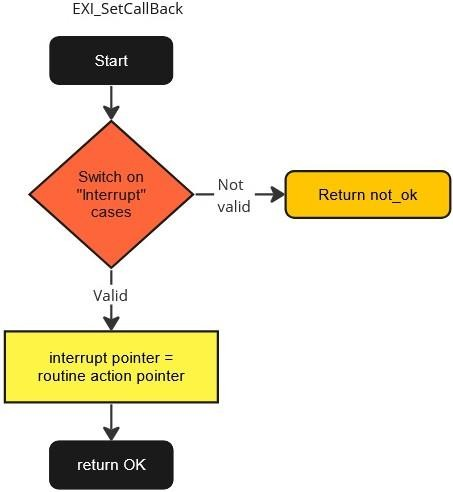 EXI_SetCallBack
Start
Switch on
"Interrupt"
cases
Not
valid
Return not_ok
Valid
interrupt pointer =
routine action pointer
return OK